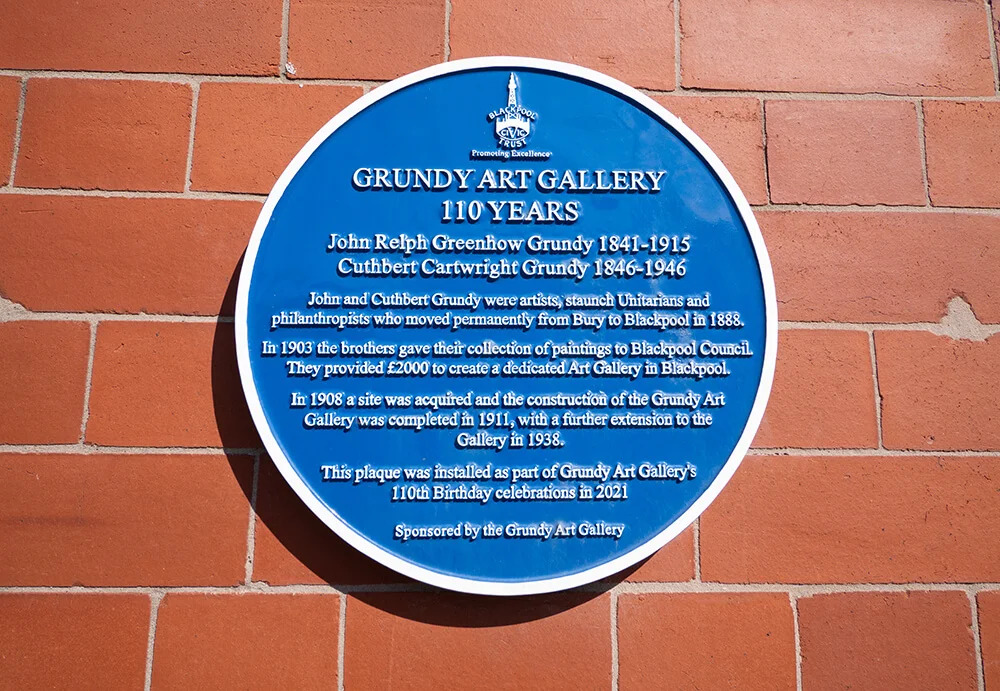 BLACKPOOL
CIVIC
TRUST
Promoting Excellence
GRUNDY ART GALLERY
110 YEARS
John Relph Greenhow Grundy 1841-1915
Cuthbert Cartwright Grundy 1846-1946
John and Cuthbert Grundy were artists, staunch Unitarians and
philanthropists who moved permanently from Bury to Blackpool in 1888.
In 1903 the brothers gave their collection of paintings to Blackpool Council.
They provided £2000 to create a dedicated Art Gallery in Blackpool.
In 1908 a site was acquired and the construction of the Grundy Art
Gallery was completed in 1911, with a further extension to the
Gallery in 1938.
This plaque was installed as part of Grundy Art Gallery's
110th Birthday celebrations in 2021
Sponsored by the Grundy Art Gallery